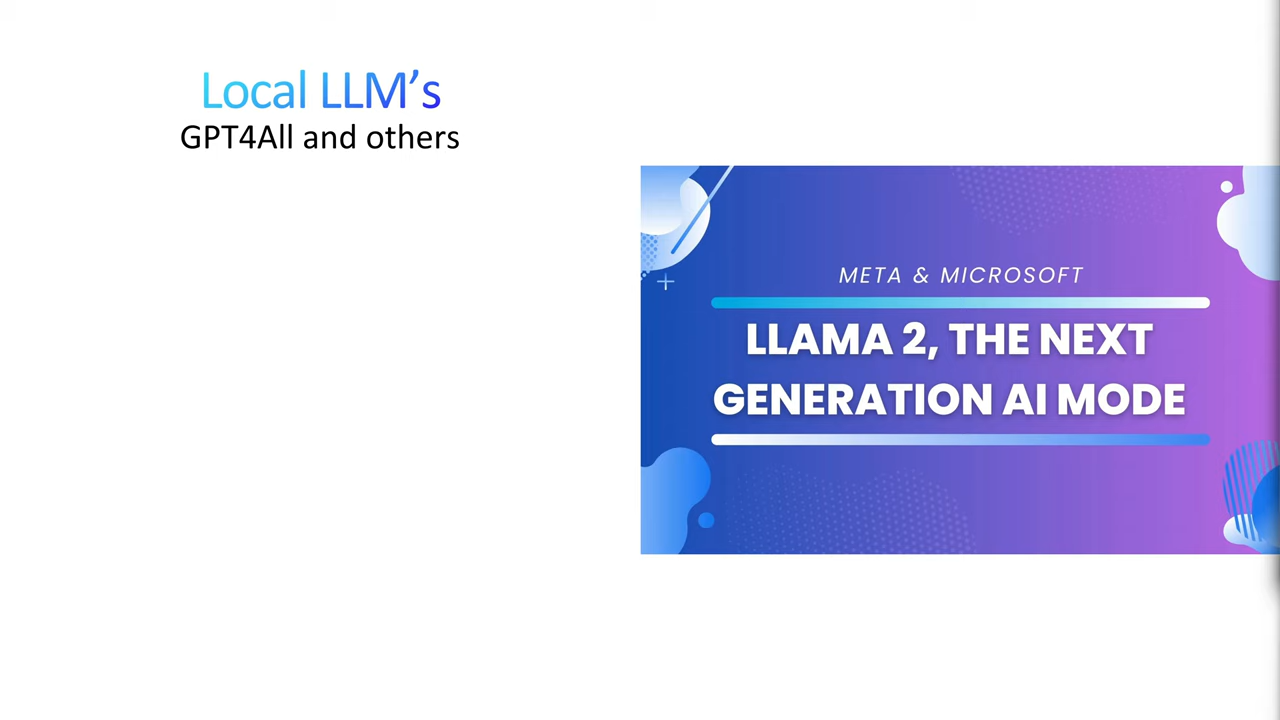 Local LLM’s
GPT4All and others
META & MICROSOFT
LLAMA 2, THE NEXT
GENERATION AI MODE